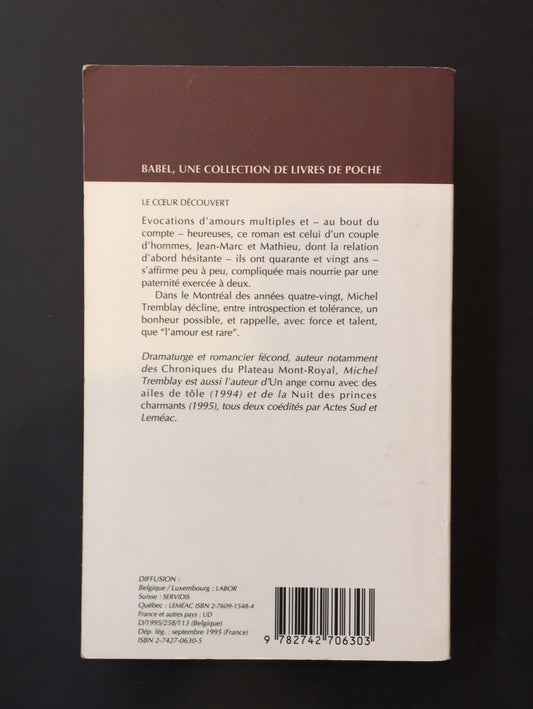 BABEL, UNE COLLECTION DE LIVRES DE POCHE
LE CŒUR DÉCOUVERT
Evocations d'amours multiples et – au bout du
compte – heureuses, ce roman est celui d'un couple
d'hommes, Jean-Marc et Mathieu, dont la relation
d'abord hésitante – ils ont quarante et vingt ans –
s'affirme peu à peu, compliquée mais nourrie par une
paternité exercée à deux.
Dans le Montréal des années quatre-vingt, Michel
Tremblay décline, entre introspection et tolérance, un
bonheur possible, et rappelle, avec force et talent,
que "l'amour est rare".
Dramaturge et romancier fécond, auteur notamment
des Chroniques du Plateau Mont-Royal, Michel
Tremblay est aussi l'auteur d'Un ange cornu avec des
ailes de tôle (1994) et de la Nuit des princes
charmants (1995), tous deux coédités par Actes Sud et
Leméac.
DIFFUSION :
Belgique / Luxembourg : LABOR
Suisse : SERVIDIS
Québec : LEMÉAC ISBN 2-7609-1548-4
France et autres pays : UD
D/1995/258/113 (Belgique)
Dép. lég. : septembre 1995 (France)
ISBN 2-7427-0630-5
9 782742 706303